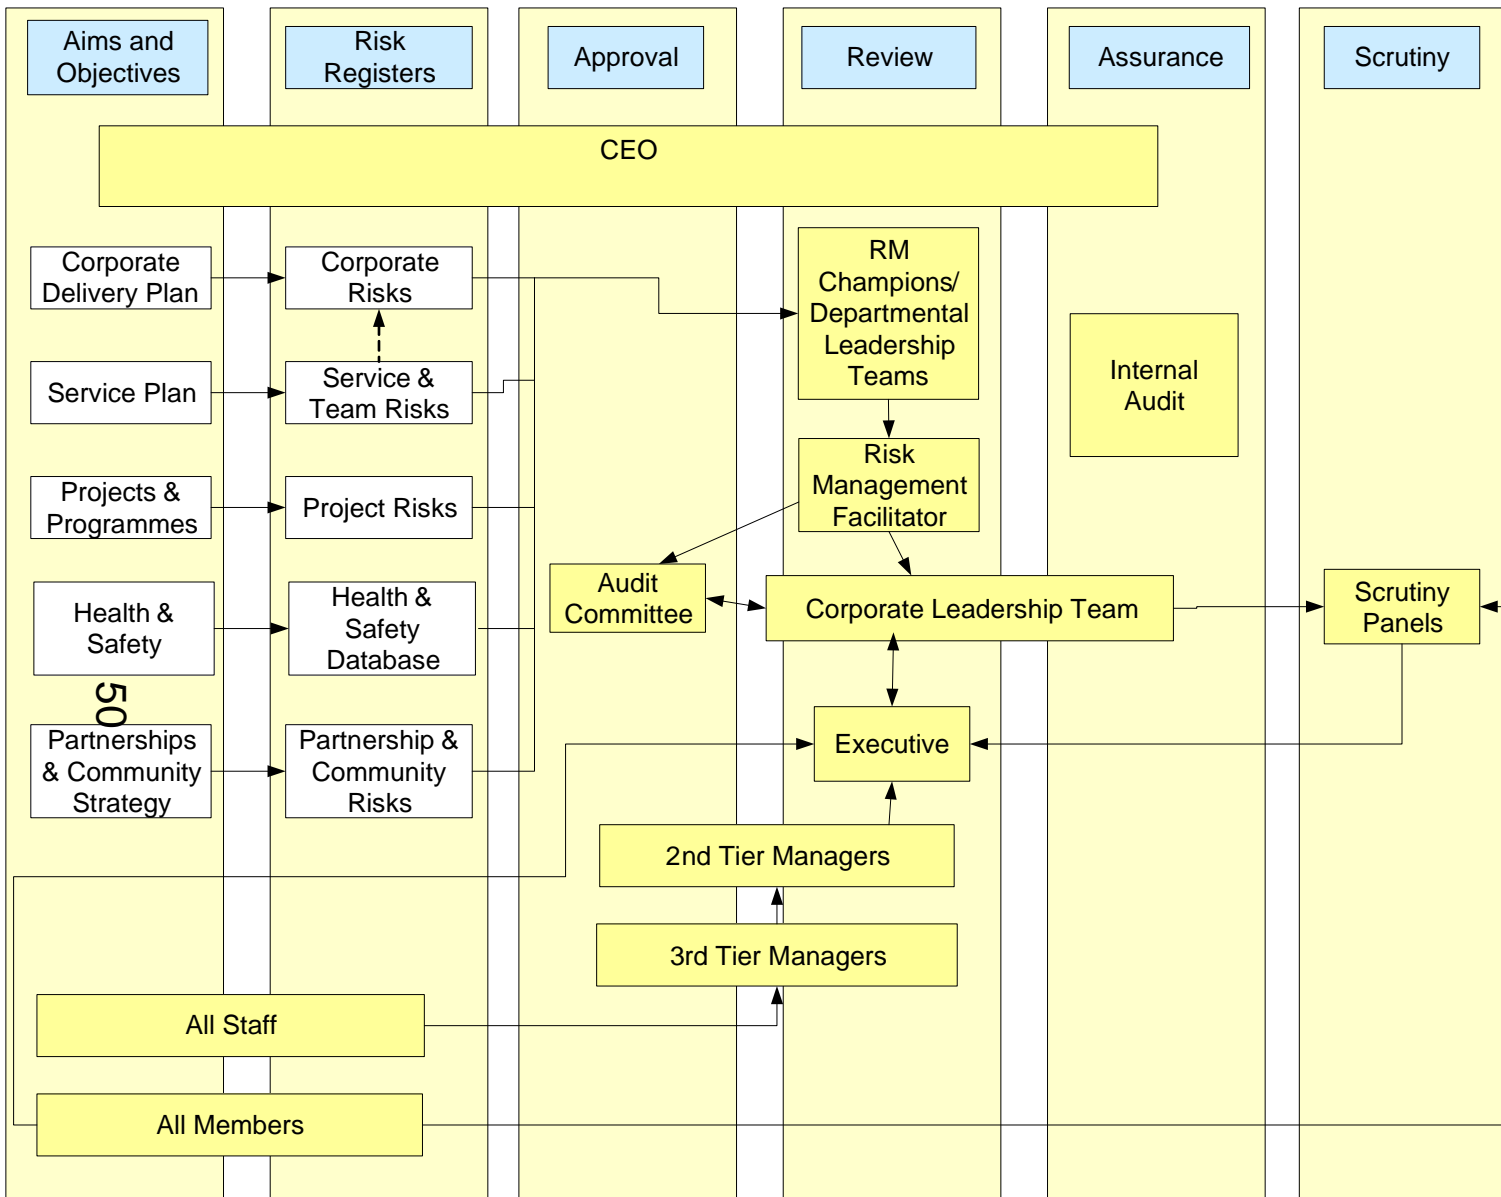 Aims and
Objectives
Risk
Registers
Approval
Review
Assurance
Scrutiny
CEO
Corporate
Delivery Plan
Corporate
Risks
RM
Champions/
Departmental
Leadership
Teams
Internal
Audit
Service Plan
Service &
Team Risks
Risk
Management
Facilitator
Projects &
Programmes
Project Risks
Audit
Committee
Corporate Leadership Team
Scrutiny
Panels
Health &
Safety
Health &
Safety
Database
50
Partnerships
& Community
Strategy
Partnership &
Community
Risks
Executive
2nd Tier Managers
3rd Tier Managers
All Staff
All Members